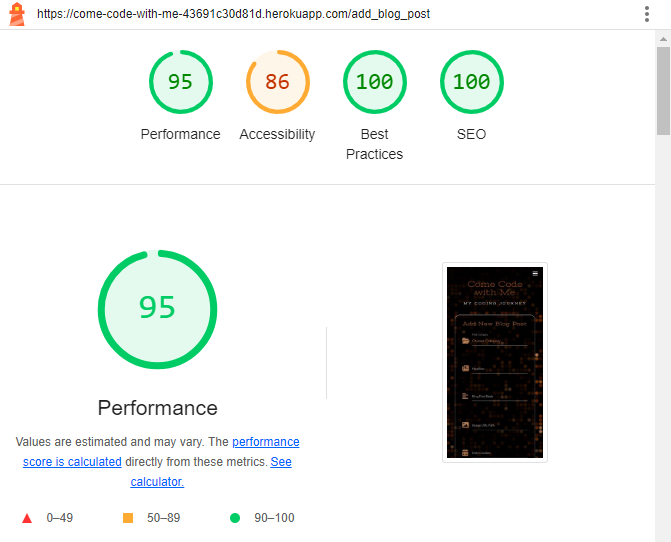 https://come-code-with-me-43691c30d81d.herokuapp.com/add_blog_post
95
86
100
100
Performance
Accessibility
Best
Practices
SEO
95
Performance
Values are estimated and may vary. The performance
score is calculated directly from these metrics. See
calculator.
0–49
50–89
90–100
Come Code
with Me
MY CODING JOURNEY
Add New Blog Post